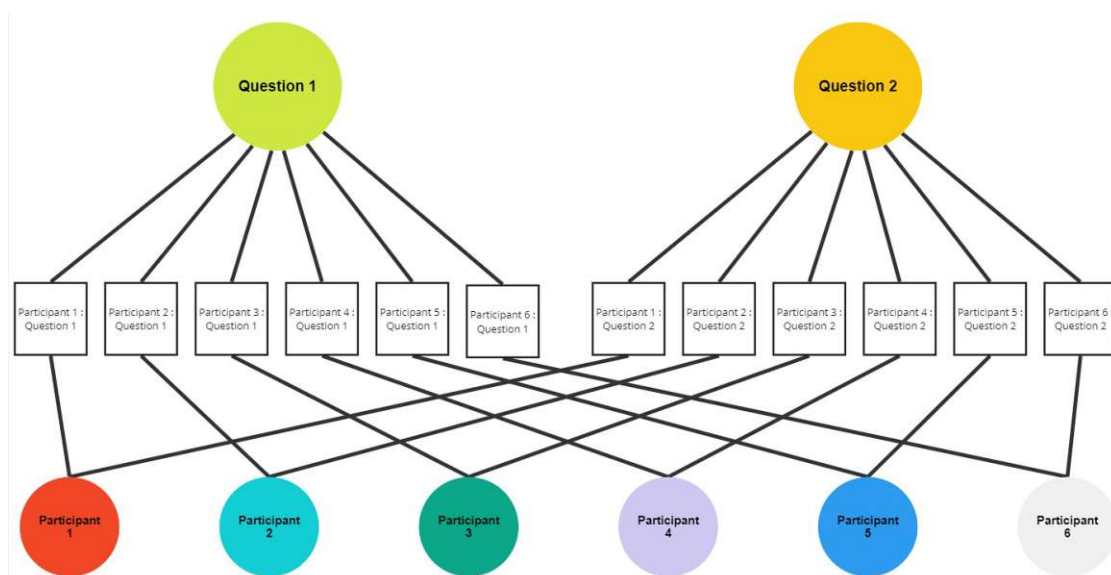 Question 1
Question 2
Participant 1 :
Question 1
Participant 2 :
Question 1
Participant 3 :
Question 1
Participant 4 :
Question 1
Participant 5 :
Question 1
Participant 6 :
Question 1
Participant 1 :
Question 2
Participant 2 :
Question 2
Participant 3 :
Question 2
Participant 4 :
Question 2
Participant 5 :
Question 2
Participant 6 :
Question 2
Participant
1
Participant
2
Participant
3
Participant
4
Participant
5
Participant
6